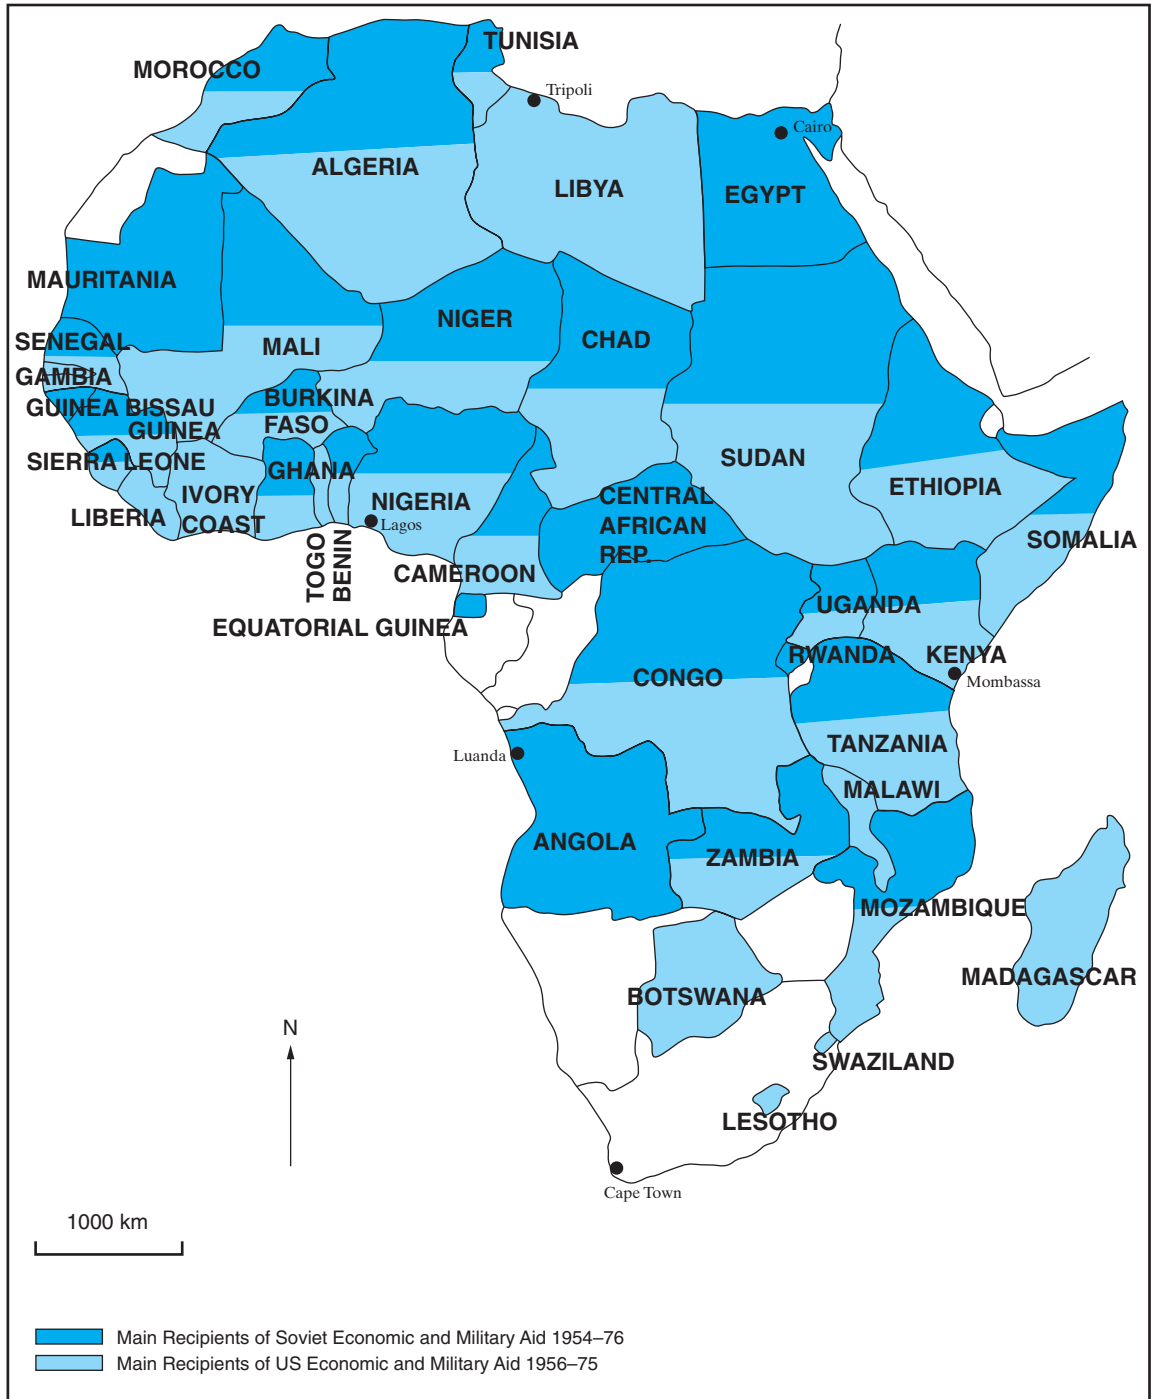 TUNISIA
MOROCCO
Tripoli
Cairo
ALGERIA
LIBYA
EGYPT
MAURITANIA
NIGER
CHAD
SENEGAL
MALI
GAMBIA
BURKINA
FASO
GUINEA BISSAU
GUINEA
SUDAN
SIERRA LEONE
GHANA
ETHIOPIA
IVORY
COAST
NIGERIA
CENTRAL
AFRICAN
REP.
LIBERIA
Lagos
SOMALIA
TOGO
BENIN
CAMEROON
UGANDA
EQUATORIAL GUINEA
RWANDA
KENYA
CONGO
Mombassa
TANZANIA
Luanda
MALAWI
ANGOLA
ZAMBIA
MOZAMBIQUE
MADAGASCAR
BOTSWANA
N
SWAZILAND
LESOTHO
Cape Town
1000 km
Main Recipients of Soviet Economic and Military Aid 1954–76
Main Recipients of US Economic and Military Aid 1956–75